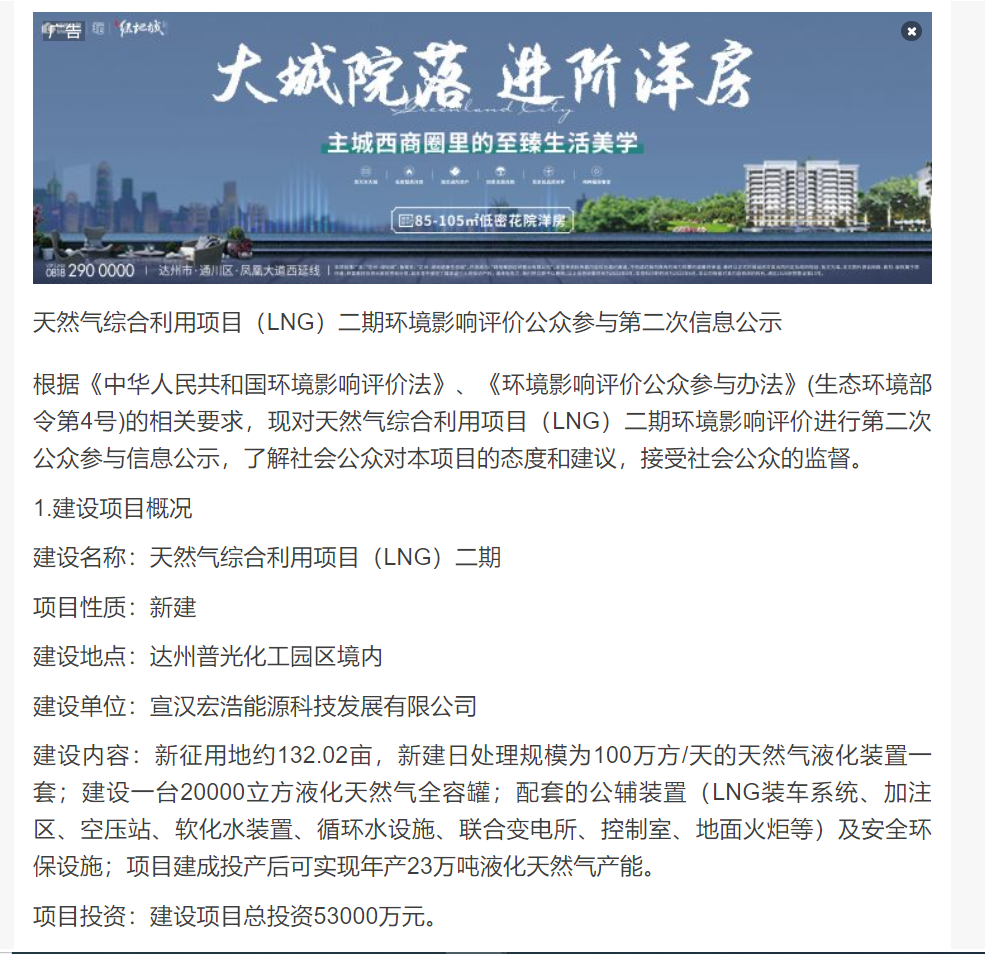 广告
绿地城
大城院落 进阶洋房
Greenland City
主城西商圈里的至臻生活美学
85-105㎡低密花院洋房
0818 290 0000 | 达州市·通川区·凤凰大道西延线
天然气综合利用项目（LNG）二期环境影响评价公众参与第二次信息公示
根据《中华人民共和国环境影响评价法》、《环境影响评价公众参与办法》(生态环境部
令第4号)的相关要求，现对天然气综合利用项目（LNG）二期环境影响评价进行第二次
公众参与信息公示，了解社会公众对本项目的态度和建议，接受社会公众的监督。
1.建设项目概况
建设名称：天然气综合利用项目（LNG）二期
项目性质：新建
建设地点：达州普光化工园区境内
建设单位：宣汉宏浩能源科技发展有限公司
建设内容：新征用地约132.02亩，新建日处理规模为100万方/天的天然气液化装置一
套；建设一台20000立方液化天然气全容罐；配套的公辅装置（LNG装车系统、加注
区、空压站、软化水装置、循环水设施、联合变电所、控制室、地面火炬等）及安全环
保设施；项目建成投产后可实现年产23万吨液化天然气产能。
项目投资：建设项目总投资53000万元。